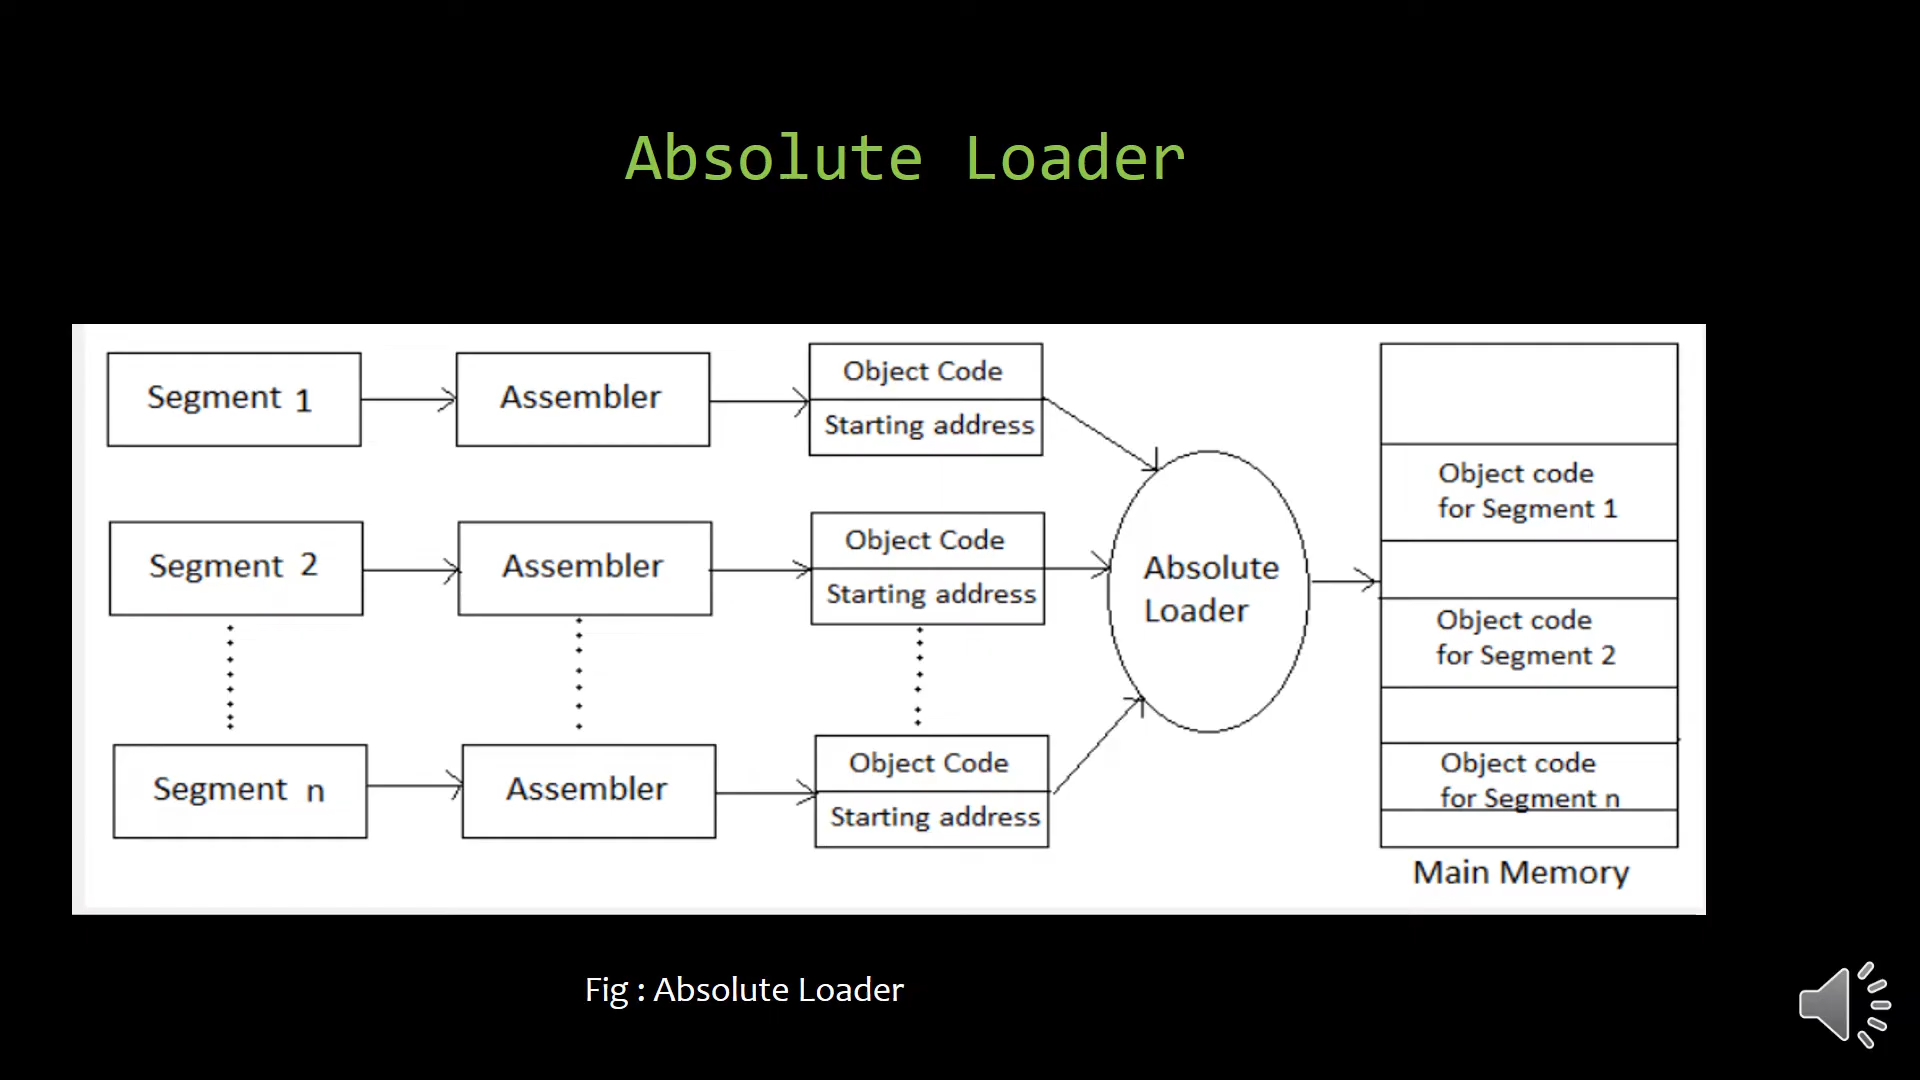 Absolute Loader
Segment 1
Assembler
Object Code
Starting address
Segment 2
Assembler
Object Code
Starting address
Segment n
Assembler
Object Code
Starting address
Absolute
Loader
Object code
for Segment 1
Object code
for Segment 2
Object code
for Segment n
Main Memory
Fig : Absolute Loader